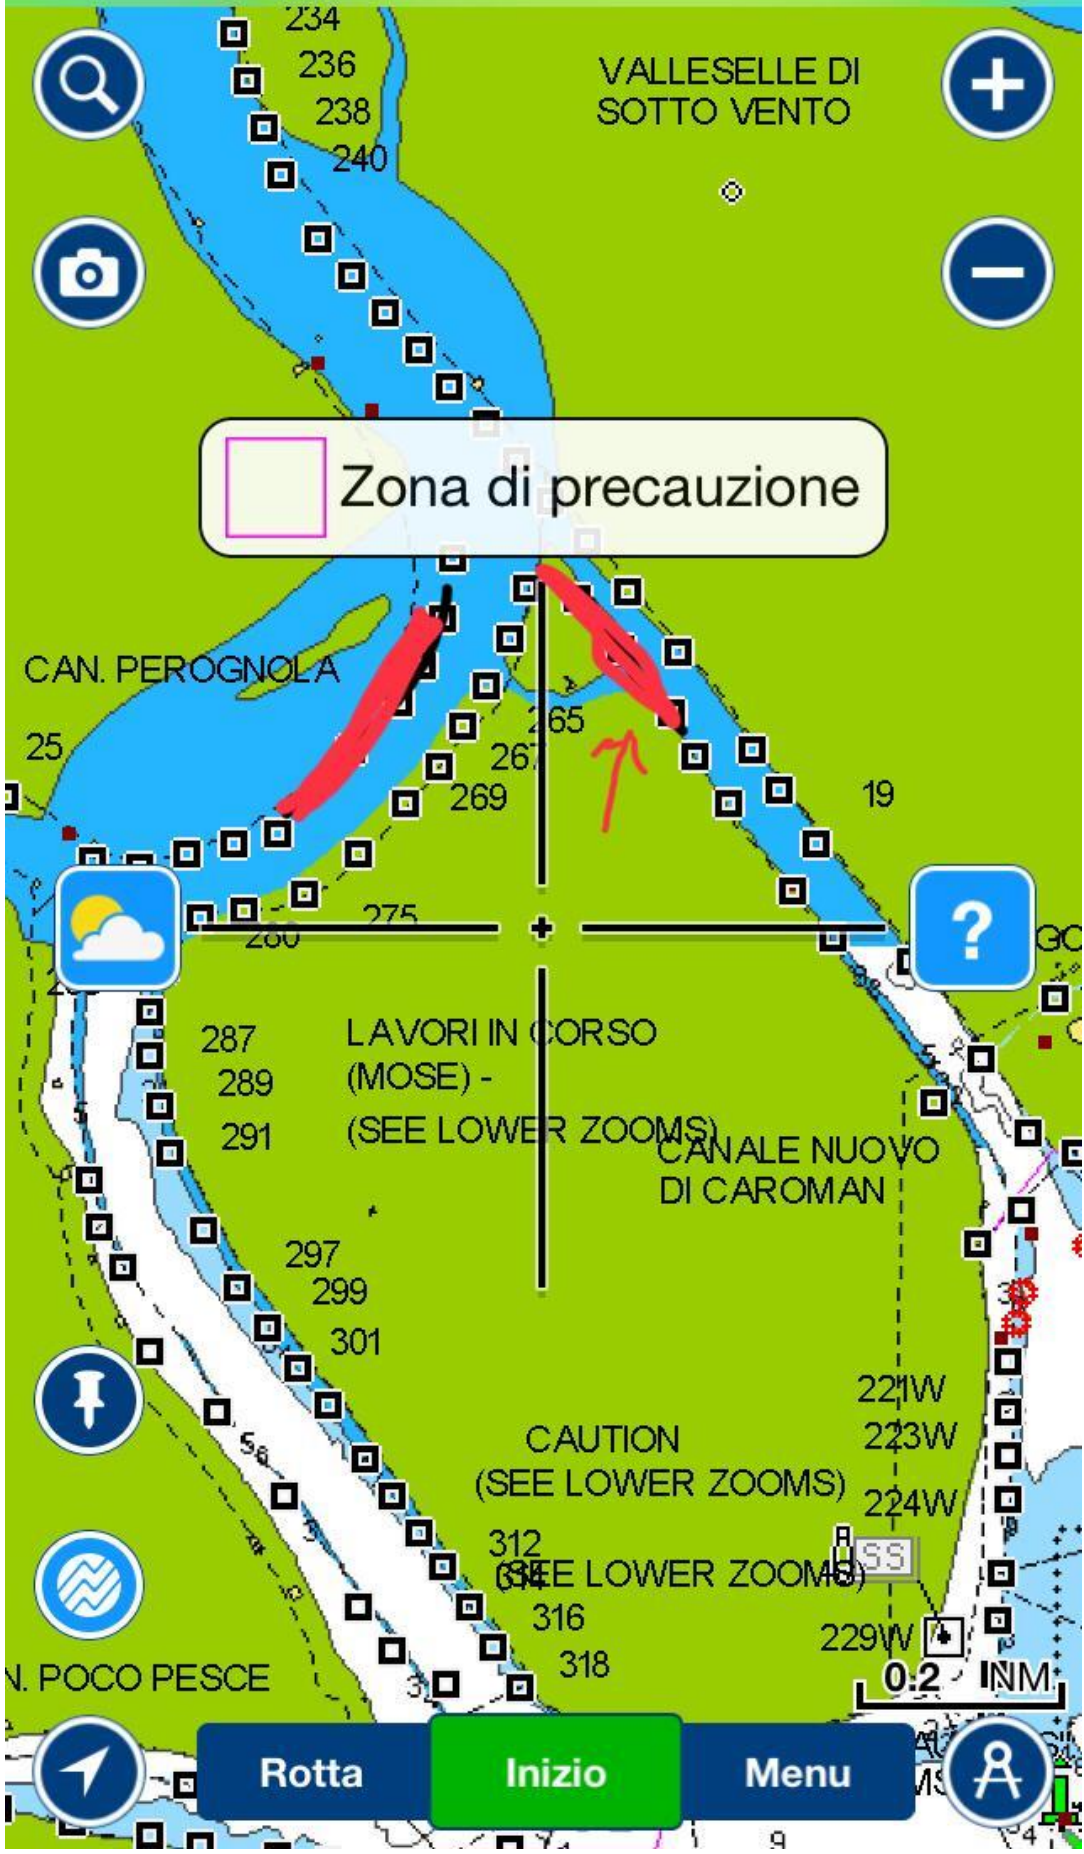 234
236
238
240
VALLESELLE DI
SOTTO VENTO
Zona di precauzione
CAN. PEROGNOLA
25
265
267
269
19
275
280
?
287
289
291
LAVORI IN CORSO
(MOSE) -
(SEE LOWER ZOOMS)
CANALE NUOVO
DI CAROMAN
297
299
301
221W
223W
224W
CAUTION
(SEE LOWER ZOOMS)
312
314
(SEE LOWER ZOOMS)
SS
316
318
229W
N. POCO PESCE
0.2 NM
Rotta
Inizio
Menu
9